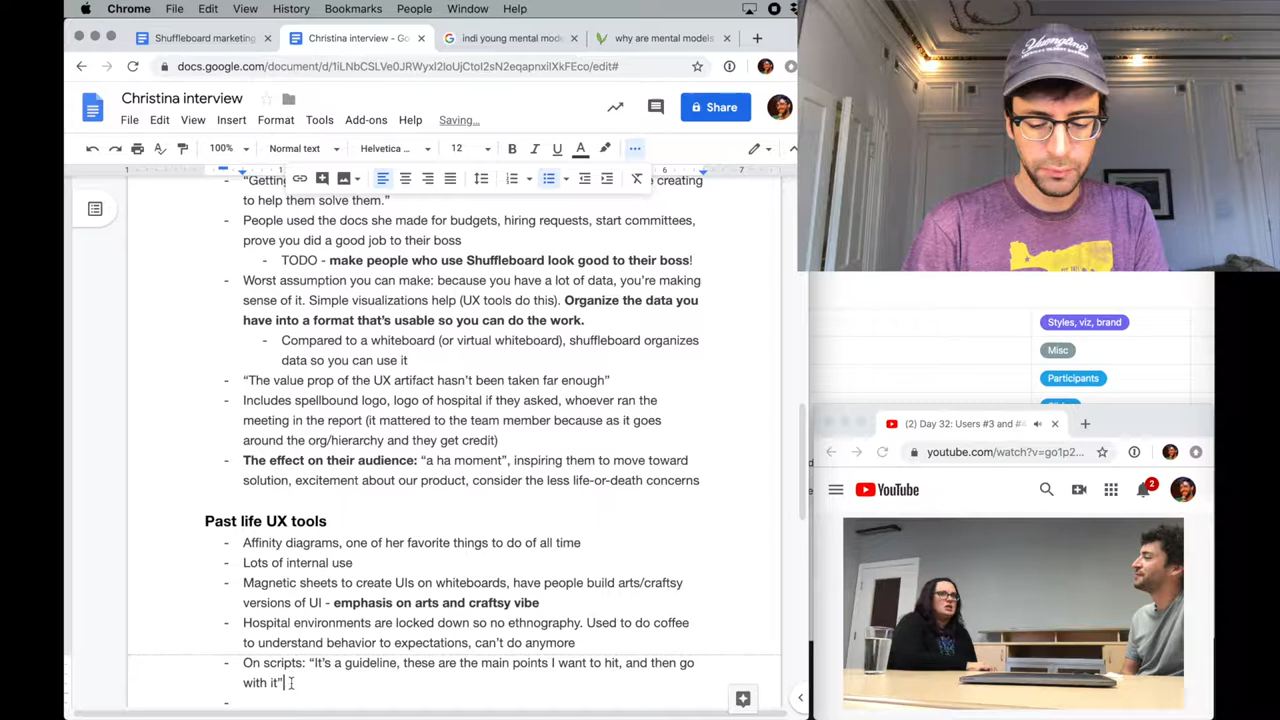 Chrome File Edit View History Bookmarks People Window Help
Shuffleboard marketing
Christina interview - Go
indi young mental mode
why are mental models
docs.google.com/document/d/1FiLN_SLVe0JRWyxI2loUjCtoI2sN2eqapnxiIXkFEco/edit#
Christina interview
File Edit View Insert Format Tools Add-ons Help Saving...
Share
100% Normal text Helvetica ... 12 B I U A
1
6 7
- “Getting
e creating
to help them solve them.”
- People used the docs she made for budgets, hiring requests, start committees,
prove you did a good job to their boss
- TODO - make people who use Shuffleboard look good to their boss!
- Worst assumption you can make: because you have a lot of data, you’re making
sense of it. Simple visualizations help (UX tools do this). Organize the data you
have into a format that’s usable so you can do the work.
- Compared to a whiteboard (or virtual whiteboard), shuffleboard organizes
data so you can use it
- “The value prop of the UX artifact hasn’t been taken far enough”
- Includes spellbound logo, logo of hospital if they asked, whoever ran the
meeting in the report (it mattered to the team member because as it goes
around the org/hierarchy and they get credit)
- The effect on their audience: “a ha moment”, inspiring them to move toward
solution, excitement about our product, consider the less life-or-death concerns
Past life UX tools
- Affinity diagrams, one of her favorite things to do of all time
- Lots of internal use
- Magnetic sheets to create UIs on whiteboards, have people build arts/craftsy
versions of UI - emphasis on arts and craftsy vibe
- Hospital environments are locked down so no ethnography. Used to do coffee
to understand behavior to expectations, can’t do anymore
- On scripts: “It’s a guideline, these are the main points I want to hit, and then go
with it”
-
Yuengling
Styles, viz, brand
Misc
Participants
(2) Day 32: Users #3 and #4
youtube.com/watch?v=go1p2...
YouTube
2